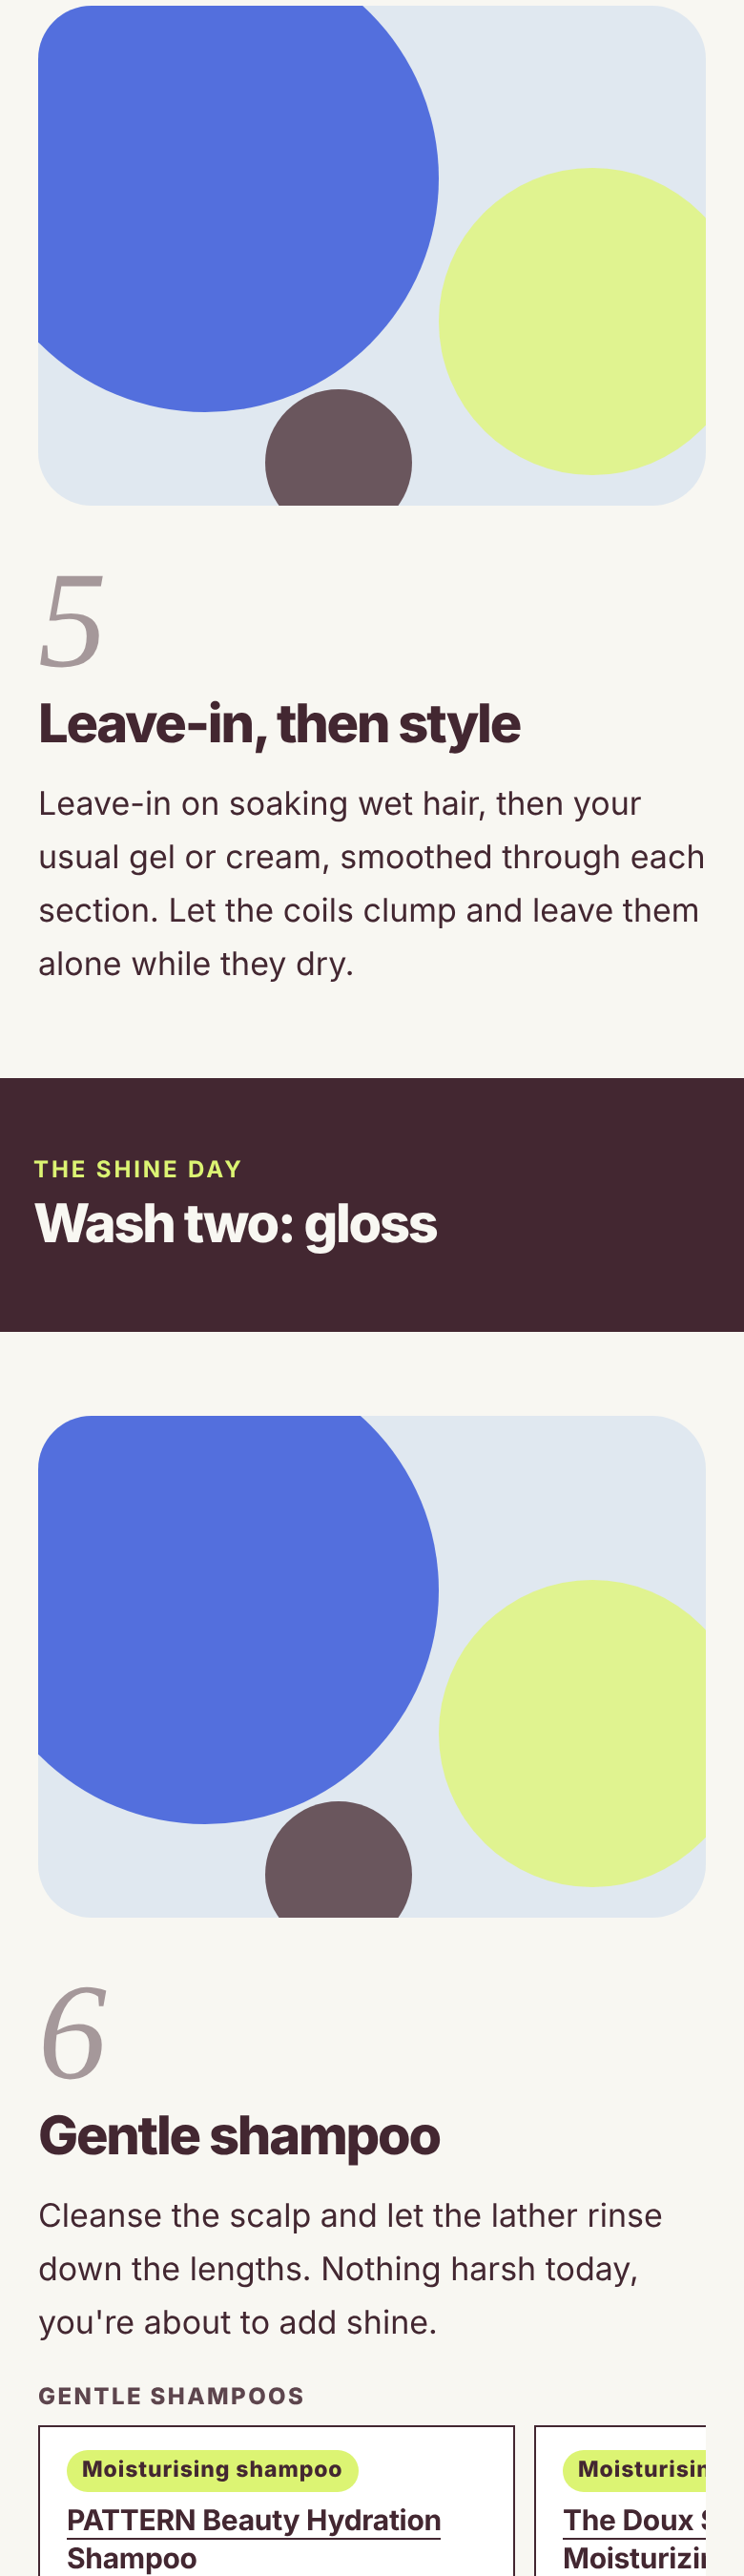 5
Leave-in, then style
Leave-in on soaking wet hair, then your
usual gel or cream, smoothed through each
section. Let the coils clump and leave them
alone while they dry.
THE SHINE DAY
Wash two: gloss
6
Gentle shampoo
Cleanse the scalp and let the lather rinse
down the lengths. Nothing harsh today,
you're about to add shine.
GENTLE SHAMPOOS
Moisturising shampoo
PATTERN Beauty Hydration
Shampoo
The Doux